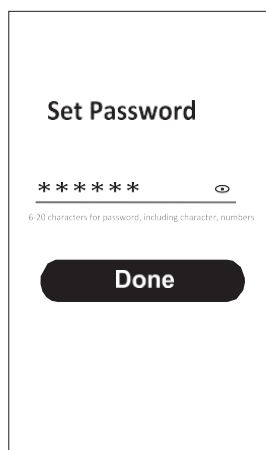 Set Password
******
6-20 characters for password, including character, numbers
Done